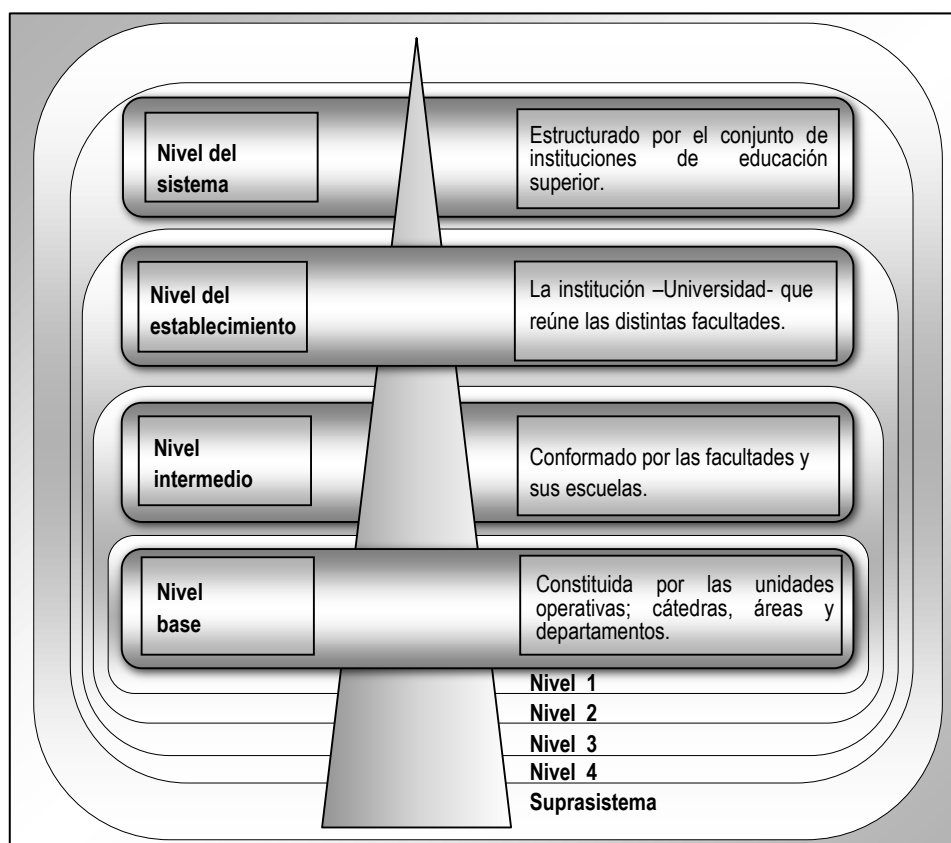 Nivel del
sistema
Estructurado por el conjunto de
instituciones de educación
superior.
Nivel del
establecimiento
La institución –Universidad- que
reúne las distintas facultades.
Nivel
intermedio
Conformado por las facultades y
sus escuelas.
Nivel
base
Constituida por las unidades
operativas; cátedras, áreas y
departamentos.
Nivel 1
Nivel 2
Nivel 3
Nivel 4
Suprasistema